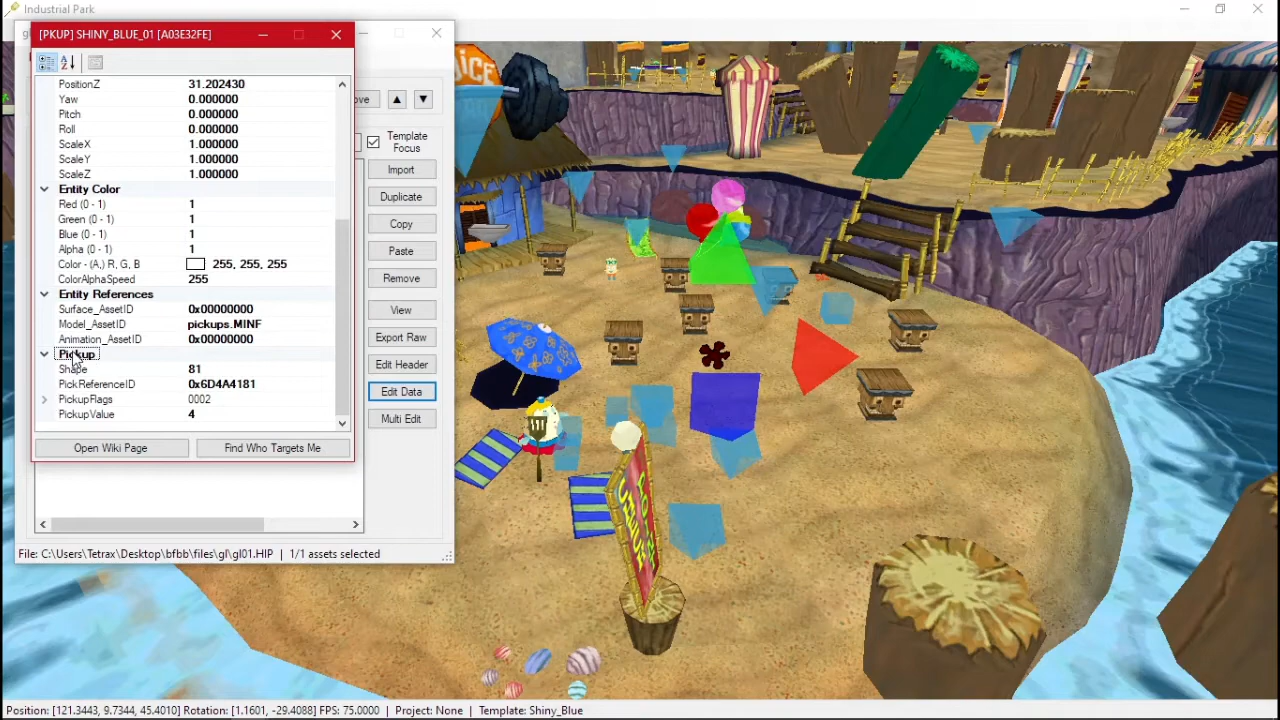 Industrial Park
[PKUP] SHINY_BLUE_01 [A03E32FE]
PositionZ 31.202430
Yaw 0.000000
Pitch 0.000000
Roll 0.000000
ScaleX 1.000000
ScaleY 1.000000
ScaleZ 1.000000
Entity Color
Red (0 - 1) 1
Green (0 - 1) 1
Blue (0 - 1) 1
Alpha (0 - 1) 1
Color - (A,) R, G, B 255, 255, 255
ColorAlphaSpeed 255
Entity References
Surface_AssetID 0x00000000
Model_AssetID pickups.MINF
Animation_AssetID 0x00000000
Pickup
Shape 81
PickReferenceID 0x6D4A4181
PickupFlags 0002
PickupValue 4
Open Wiki Page Find Who Targets Me
Template Focus
Import
Duplicate
Copy
Paste
Remove
View
Export Raw
Edit Header
Edit Data
Multi Edit
File: C:\Users\Tetrax\Desktop\bfbb\files\gl\gl01.HIP | 1/1 assets selected
Position: [121.3443, 9.7344, 45.4010] Rotation: [1.1601, -29.4088] FPS: 75.0000 | Project: None | Template: Shiny_Blue